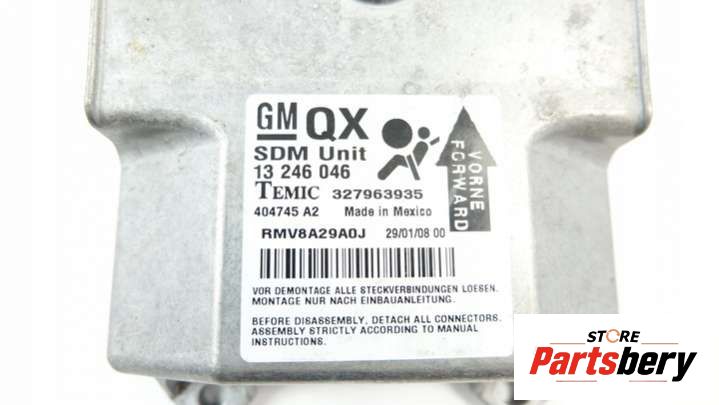 GM QX
SDM Unit
13 246 046
TEMIC 327963935
404745 A2 Made in Mexico
RMV8A29A0J 29/01/08 00
VORNE
FORWARD
VOR DEMONTAGE ALLE STECKVERBINDUNGEN LOESEN.
MONTAGE NUR NACH EINBAUANLEITUNG.
BEFORE DISASSEMBLY, DETACH ALL CONNECTORS.
ASSEMBLY STRICTLY ACCORDING TO MANUAL
INSTRUCTIONS.
STORE
Partsbery